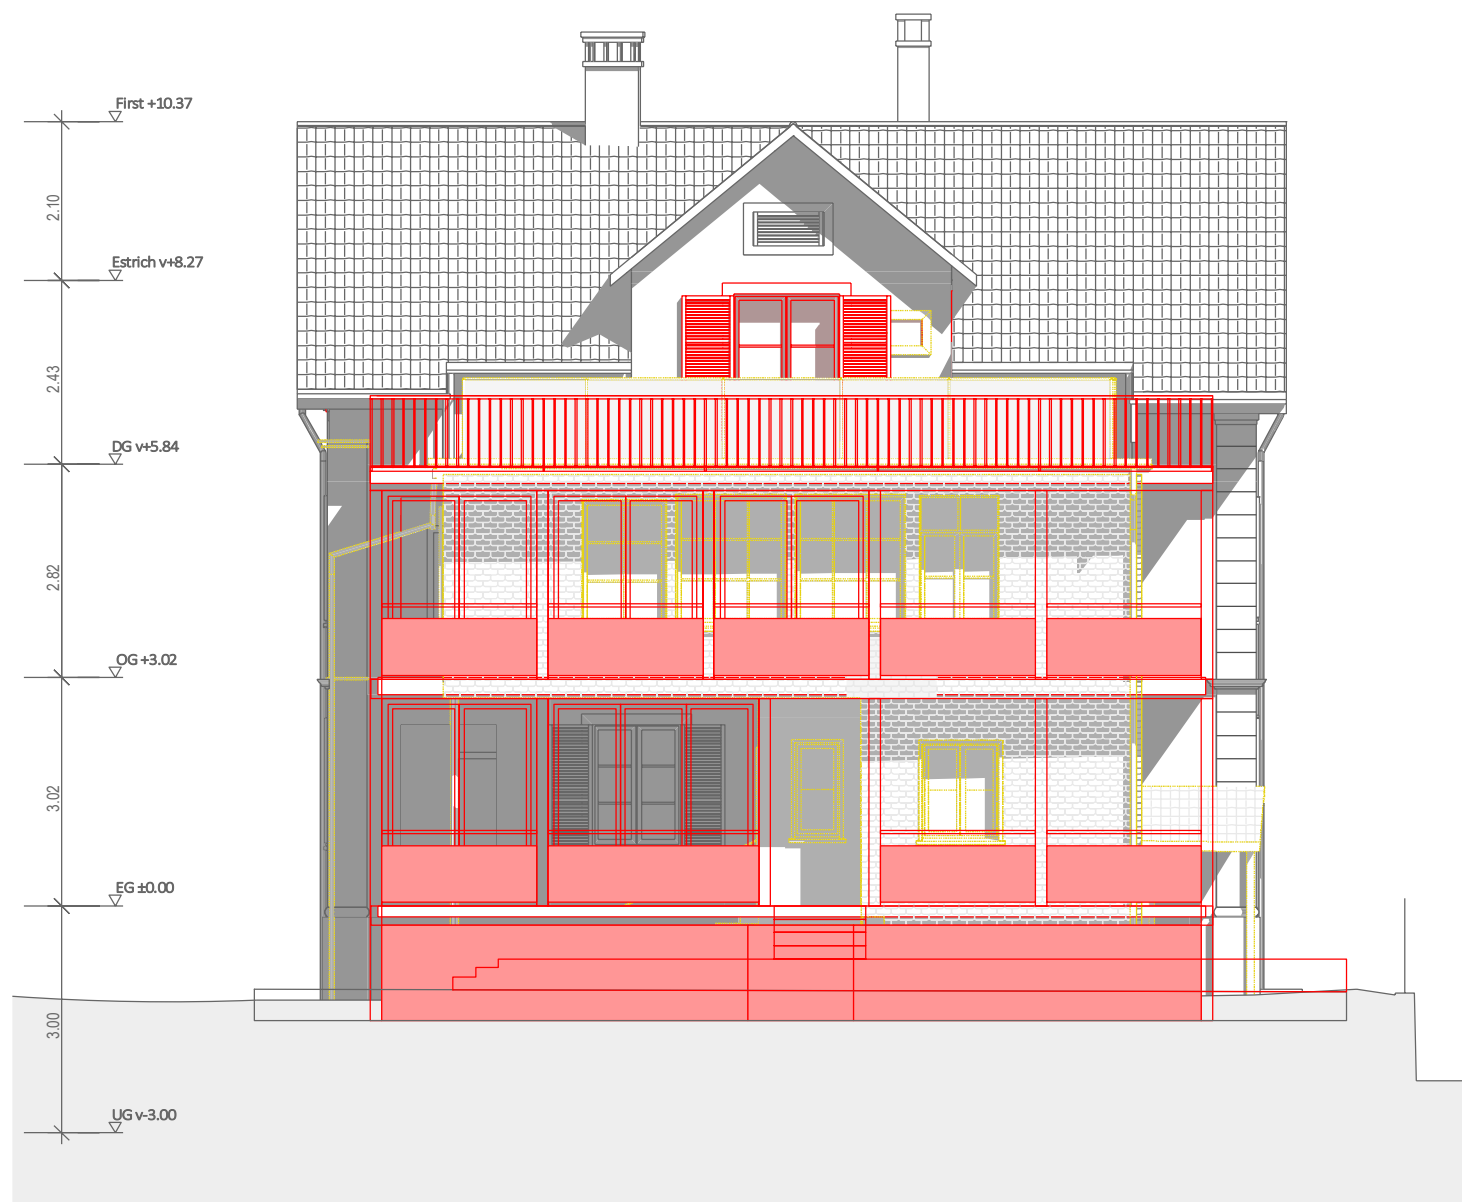 First +10.37
2.10
Estrich v+8.27
2.43
DG v+5.84
2.82
OG +3.02
3.02
EG ±0.00
3.00
UG v-3.00